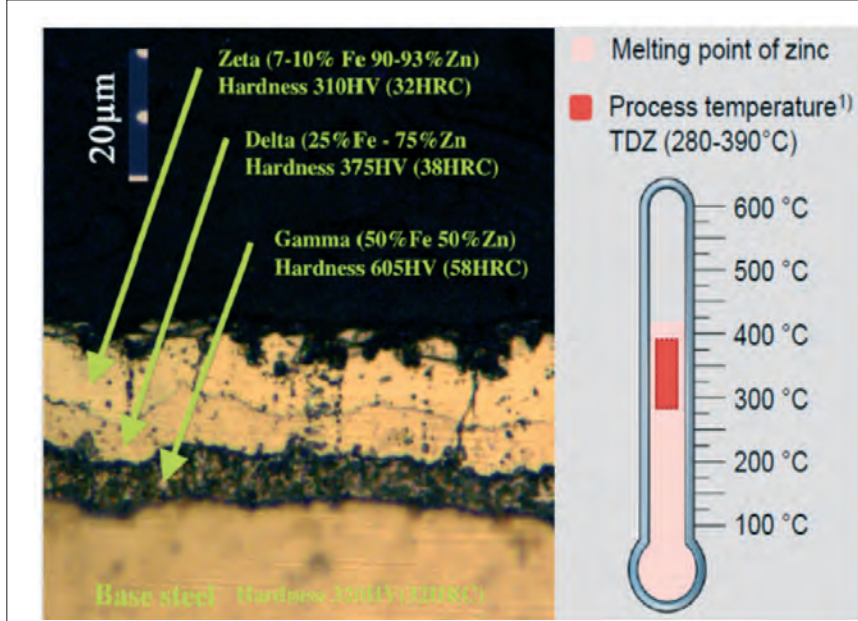 20μm
Zeta (7-10% Fe 90-93%Zn)
Hardness 310HV (32HRC)
Delta (25%Fe - 75%Zn
Hardness 375HV (38HRC)
Gamma (50%Fe 50%Zn)
Hardness 605HV (58HRC)
Base steel Hardness (32HRC)
Melting point of zinc
Process temperature1)
TDZ (280-390°C)
600 °C
500 °C
400 °C
300 °C
200 °C
100 °C